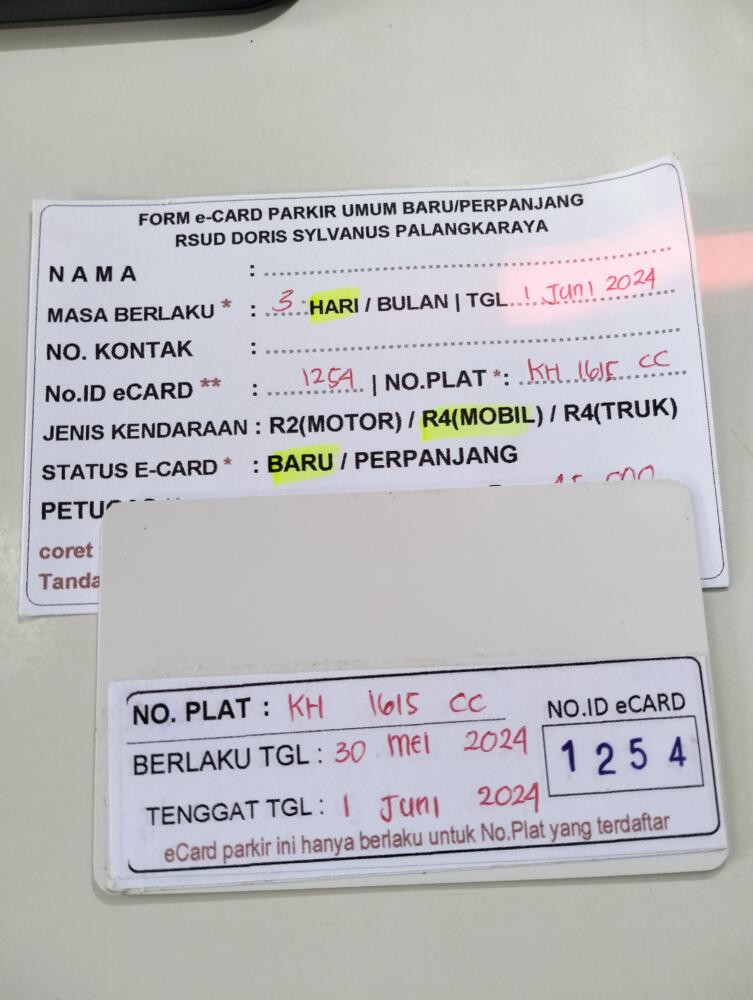 FORM e-CARD PARKIR UMUM BARU/PERPANJANG
RSUD DORIS SYLVANUS PALANGKARAYA
NAMA :
MASA BERLAKU * : 3 HARI / BULAN | TGL. 1 Juni 2024
NO. KONTAK :
No.ID eCARD ** : 1254 | NO.PLAT *: KH 1615 CC
JENIS KENDARAAN : R2(MOTOR) / R4(MOBIL) / R4(TRUK)
STATUS E-CARD * : BARU / PERPANJANG
coret
NO. PLAT : KH 1615 CC
BERLAKU TGL : 30 Mei 2024
TENGGAT TGL : 1 Juni 2024
NO.ID eCARD
1254
eCard parkir ini hanya berlaku untuk No.Plat yang terdaftar